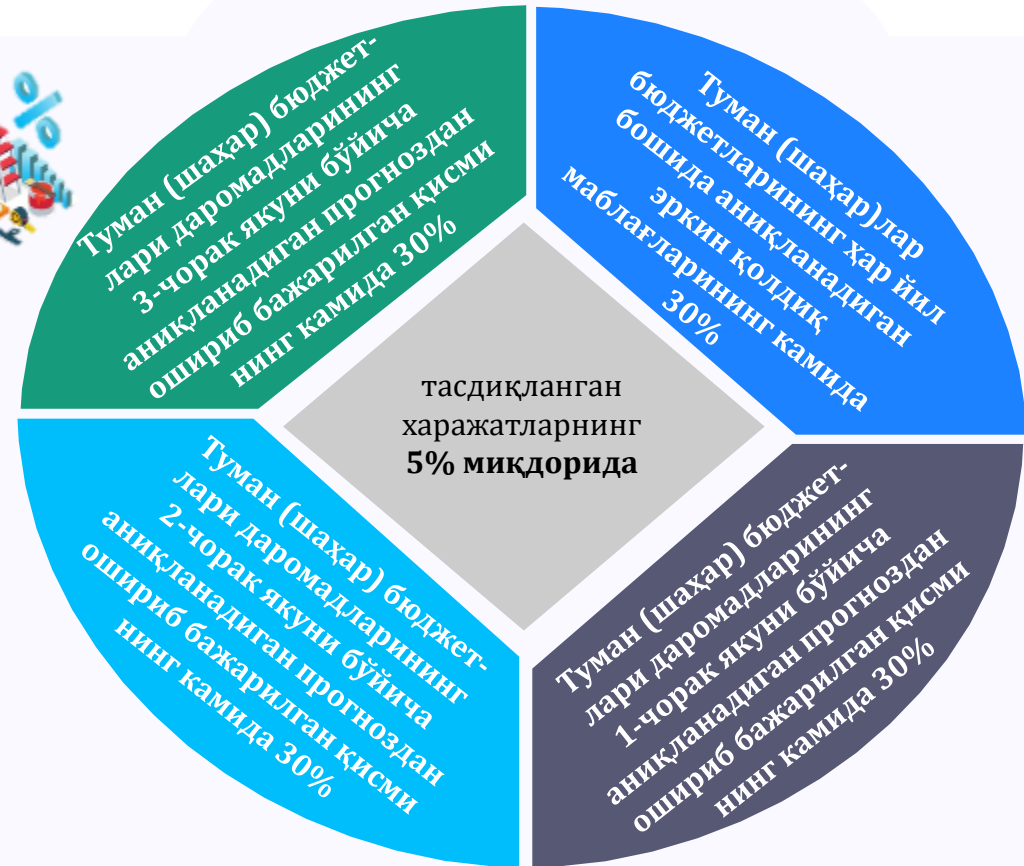 Туман (шаҳар) бюджет-
лари даромадларининг
3-чорак якуни бўйича
аниқланадиган прогноздан
ошириб бажарилган қисми
нинг камида 30%
Туман (шаҳар)лар
бюджетларининг ҳар йил
бошида аниқланадиган
эркин қолдиқ
маблағларининг камида
30%
тасдиқланган
харажатларнинг
5% миқдорида
Туман (шаҳар) бюджет-
лари даромадларининг
2-чорак якуни бўйича
аниқланадиган прогноздан
ошириб бажарилган қисми
нинг камида 30%
Туман (шаҳар) бюджет-
лари даромадларининг
1-чорак якуни бўйича
аниқланадиган прогноздан
ошириб бажарилган қисми
нинг камида 30%